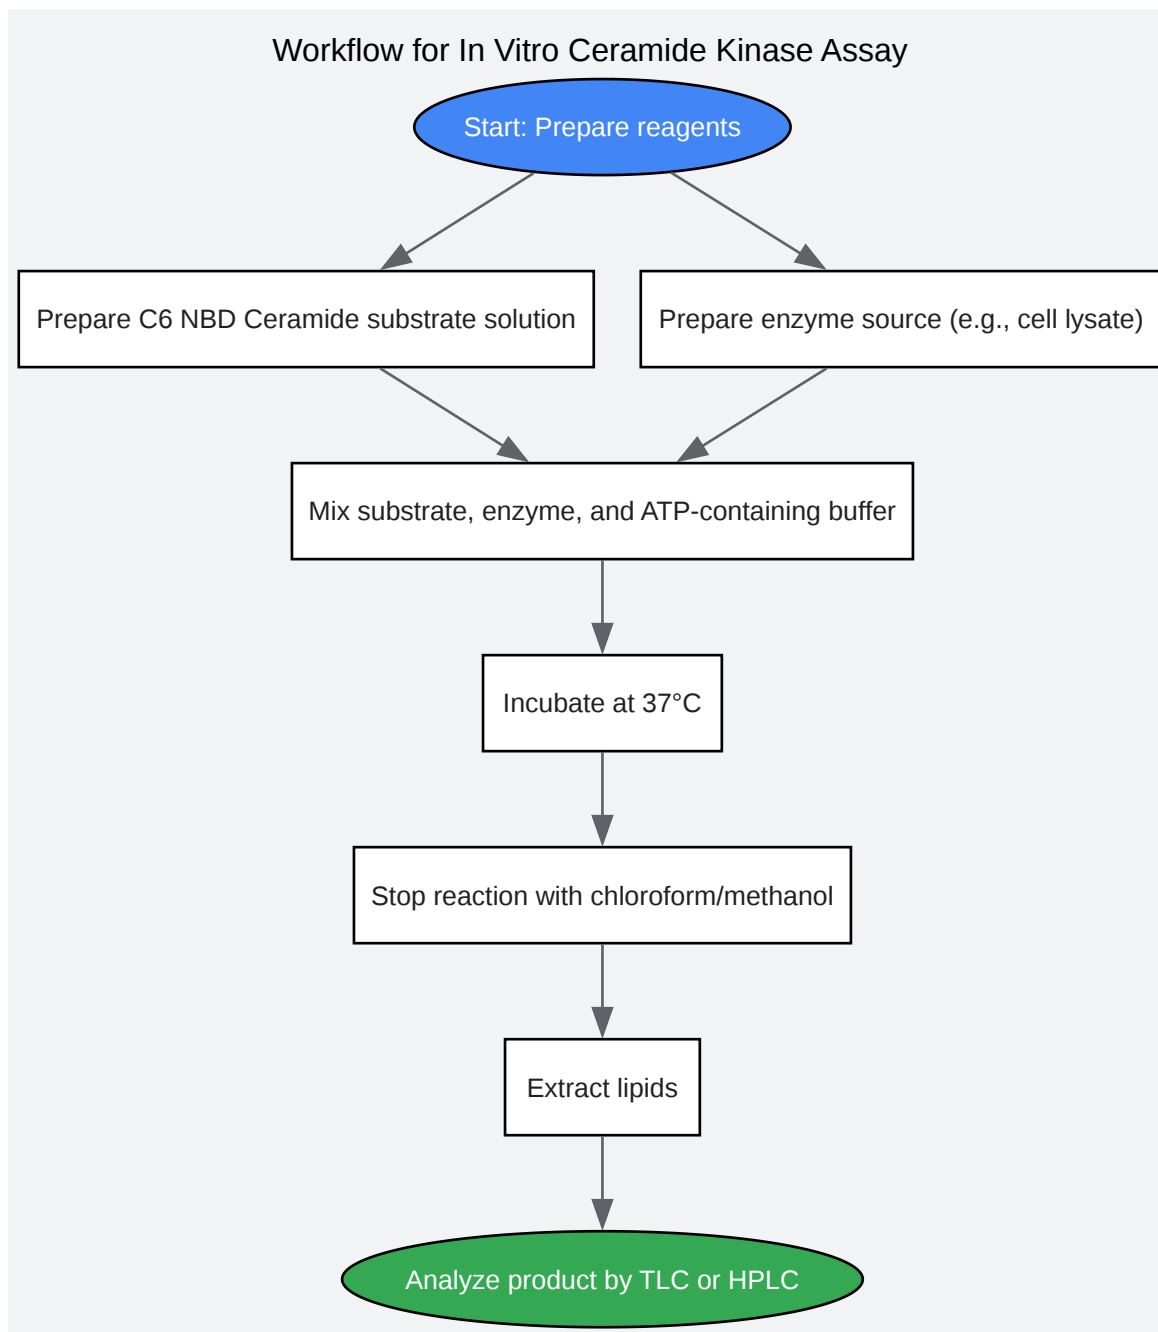 Workflow for In Vitro Ceramide Kinase Assay
Start: Prepare reagents
Prepare C6 NBD Ceramide substrate solution
Prepare enzyme source (e.g., cell lysate)
Mix substrate, enzyme, and ATP-containing buffer
Incubate at 37°C
Stop reaction with chloroform/methanol
Extract lipids
Analyze product by TLC or HPLC